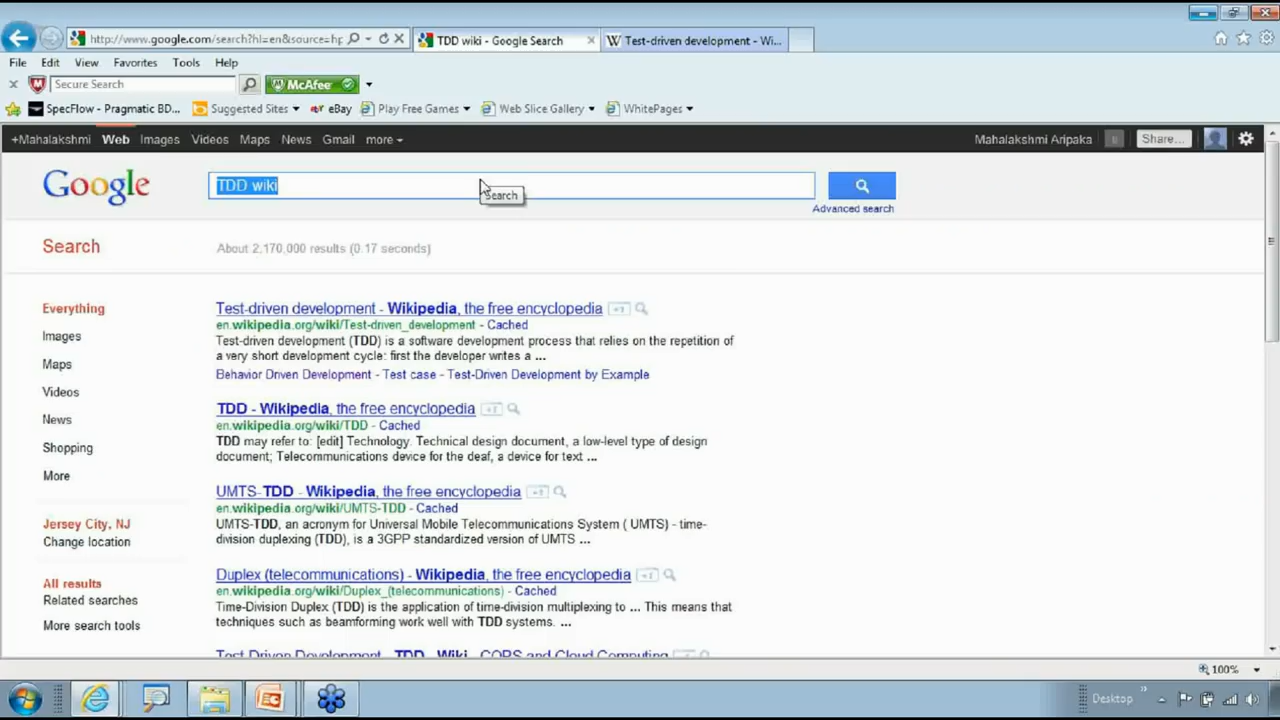 http://www.google.com/search?hl=en&source=hp
TDD wiki - Google Search
Test-driven development - Wi...
File Edit View Favorites Tools Help
Secure Search
McAfee
SpecFlow - Pragmatic BD...
Suggested Sites
eBay
Play Free Games
Web Slice Gallery
WhitePages
+Mahalakshmi Web Images Videos Maps News Gmail more
Mahalakshmi Aripaka
Share...
Google
TDD wiki
Search
Advanced search
Search
About 2,170,000 results (0.17 seconds)
Everything
Images
Maps
Videos
News
Shopping
More
Jersey City, NJ
Change location
All results
Related searches
More search tools
Test-driven development - Wikipedia, the free encyclopedia
en.wikipedia.org/wiki/Test-driven_development - Cached
Test-driven development (TDD) is a software development process that relies on the repetition of
a very short development cycle: first the developer writes a ...
Behavior Driven Development - Test case - Test-Driven Development by Example
TDD - Wikipedia, the free encyclopedia
en.wikipedia.org/wiki/TDD - Cached
TDD may refer to: [edit] Technology. Technical design document, a low-level type of design
document; Telecommunications device for the deaf, a device for text ...
UMTS-TDD - Wikipedia, the free encyclopedia
en.wikipedia.org/wiki/UMTS-TDD - Cached
UMTS-TDD, an acronym for Universal Mobile Telecommunications System ( UMTS) - time-
division duplexing (TDD), is a 3GPP standardized version of UMTS ...
Duplex (telecommunications) - Wikipedia, the free encyclopedia
en.wikipedia.org/wiki/Duplex_(telecommunications) - Cached
Time-Division Duplex (TDD) is the application of time-division multiplexing to ... This means that
techniques such as beamforming work well with TDD systems. ...
Test Driven Development - TDD - Wiki - CORS and Cloud Computing
100%
Desktop